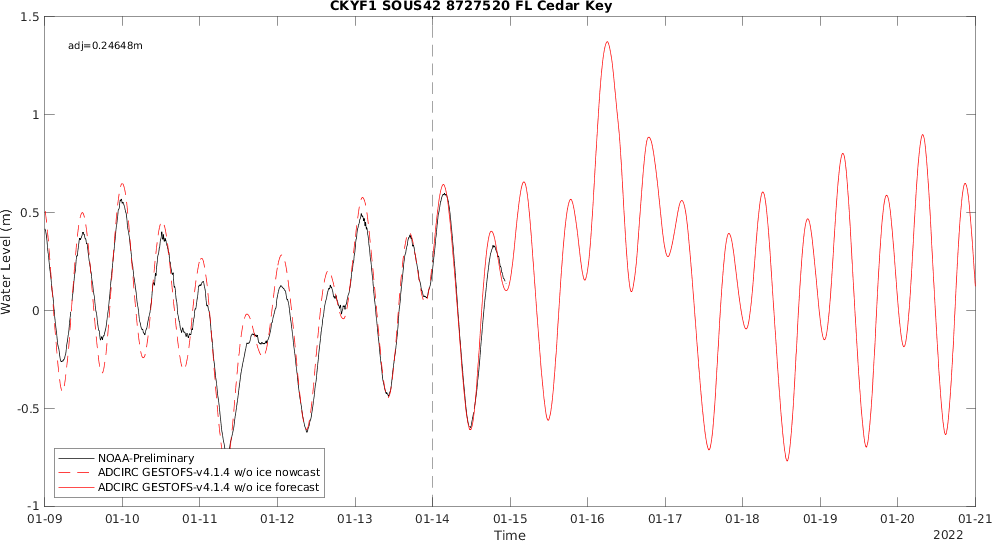 CKYF1 SOUS42 8727520 FL Cedar Key
adj=0.24648m
Water Level (m)
1.5
1
0.5
0
-0.5
-1
NOAA-Preliminary
ADCIRC GESTOFS-v4.1.4 w/o ice nowcast
ADCIRC GESTOFS-v4.1.4 w/o ice forecast
01-09 01-10 01-11 01-12 01-13 01-14 01-15 01-16 01-17 01-18 01-19 01-20 01-21
Time
2022